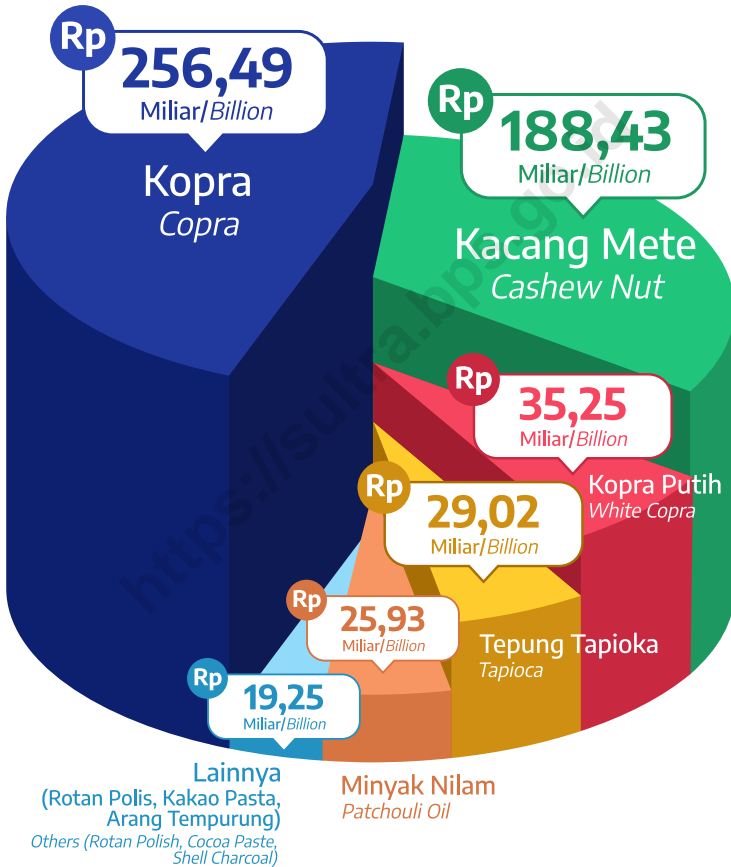 Rp
256,49
Miliar/Billion
Kopra
Copra
Rp
188,43
Miliar/Billion
Kacang Mete
Cashew Nut
Rp
35,25
Miliar/Billion
Kopra Putih
White Copra
Rp
29,02
Miliar/Billion
Tepung Tapioka
Tapioca
Rp
25,93
Miliar/Billion
Minyak Nilam
Patchouli Oil
Rp
19,25
Miliar/Billion
Lainnya
(Rotan Polis, Kakao Pasta,
Arang Tempurung)
Others (Rotan Polish, Cocoa Paste,
Shell Charcoal)
https://sultra.bps.go.id